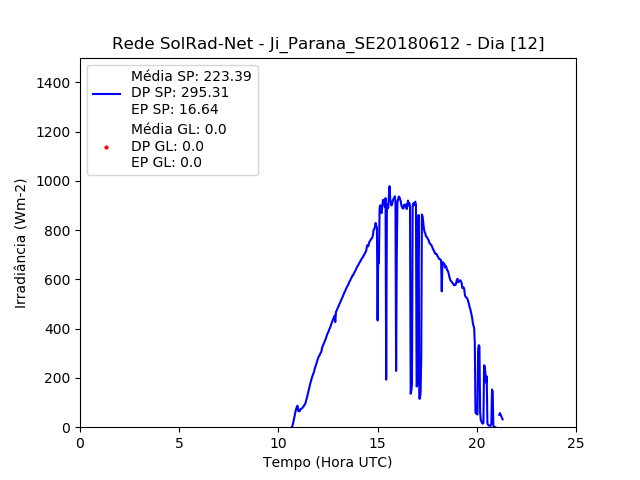 Rede SolRad-Net - Ji_Parana_SE20180612 - Dia [12]
Média SP: 223.39
DP SP: 295.31
EP SP: 16.64
Média GL: 0.0
DP GL: 0.0
EP GL: 0.0
1400
1200
1000
800
600
400
200
0
Irradiância (Wm-2)
0 5 10 15 20 25
Tempo (Hora UTC)